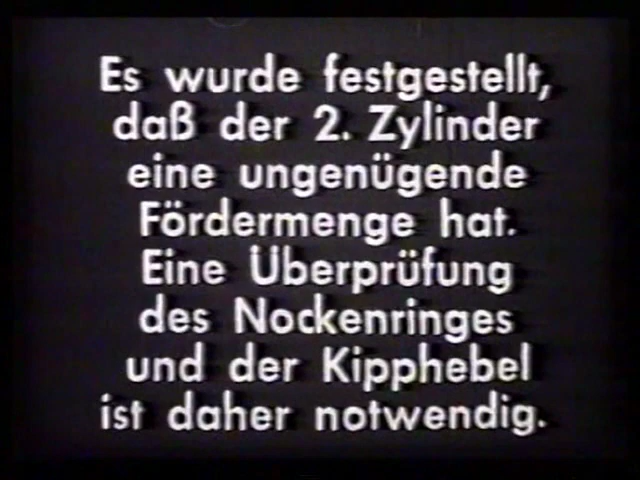 Es wurde festgestellt,
daß der 2. Zylinder
eine ungenügende
Fördermenge hat.
Eine Überprüfung
des Nockenringes
und der Kipphebel
ist daher notwendig.